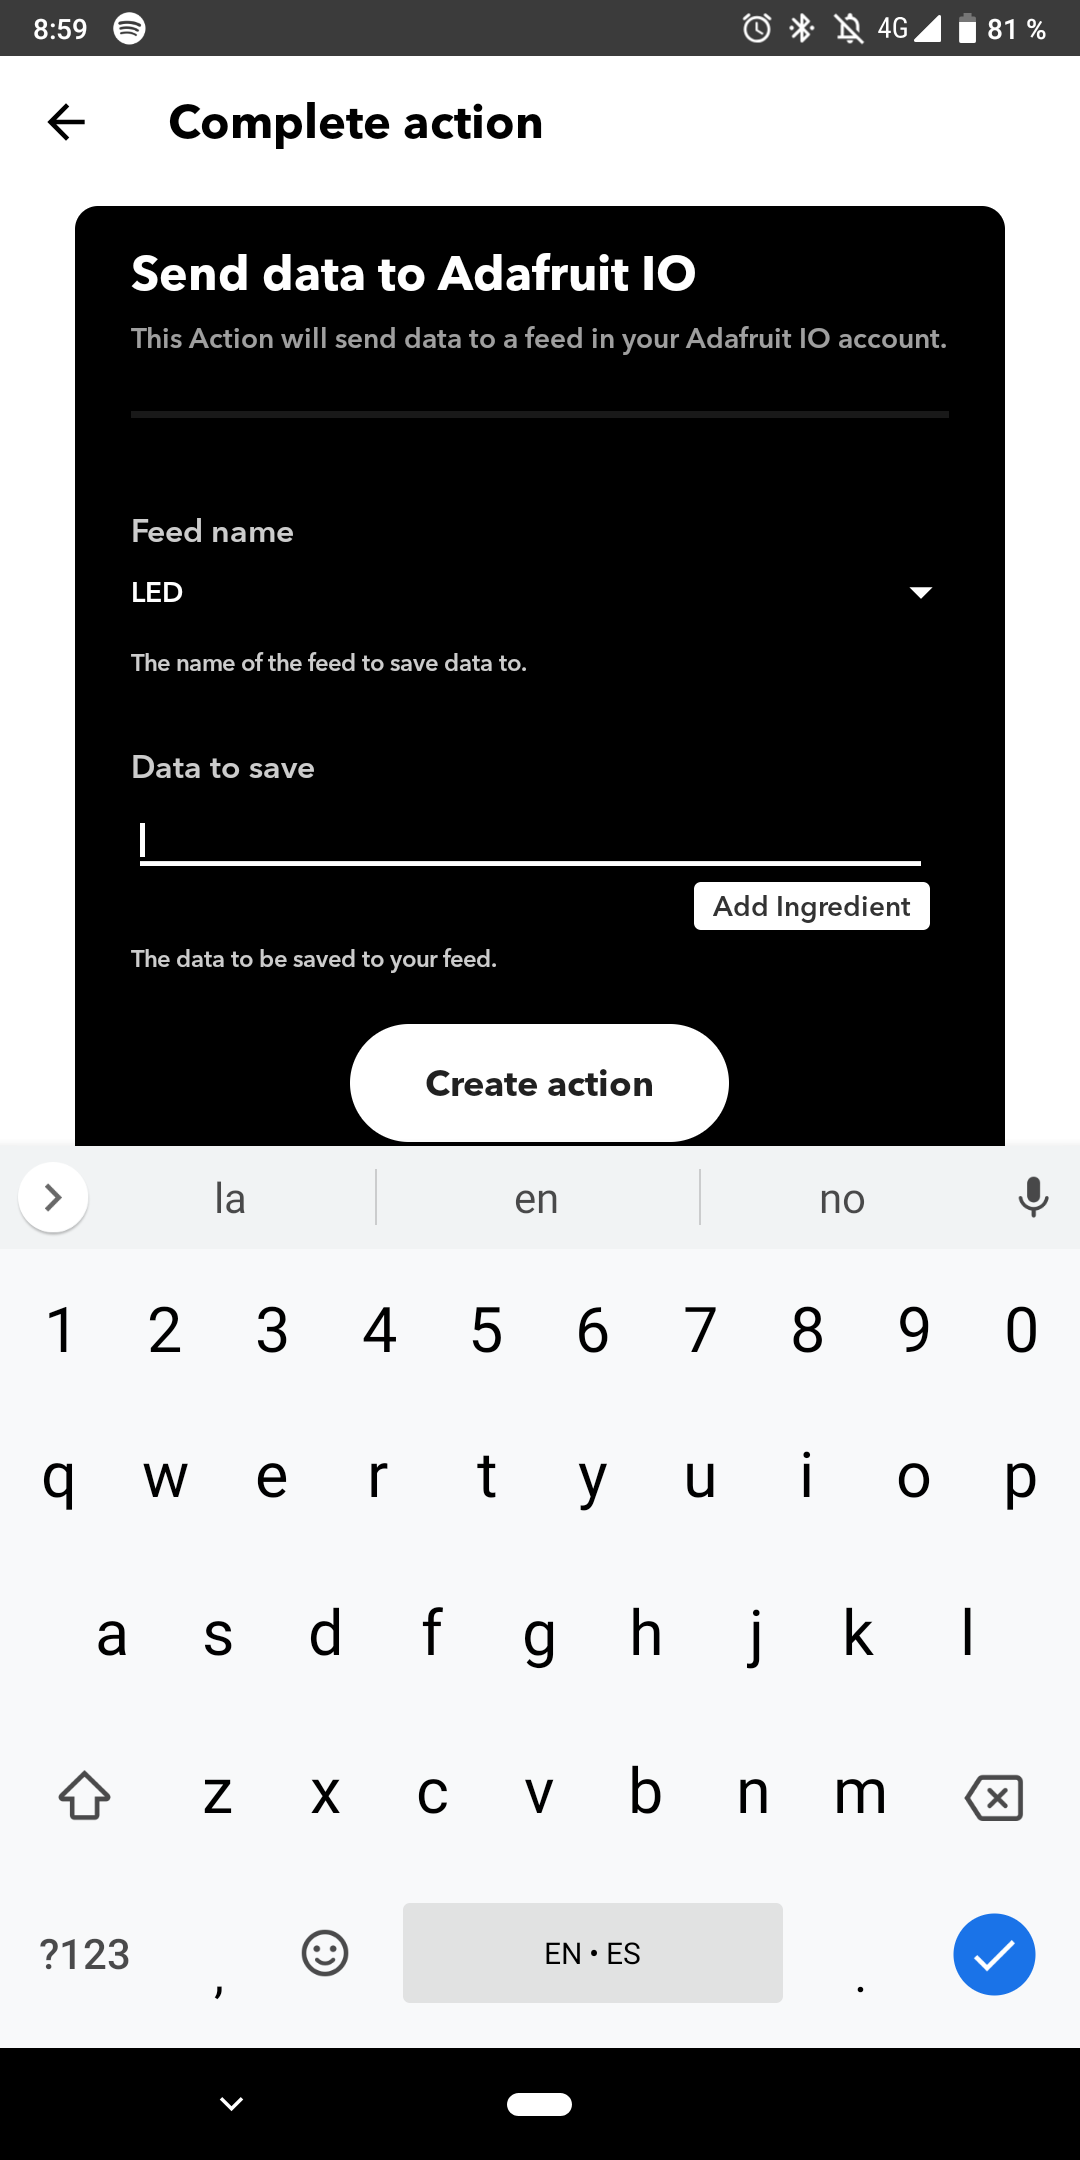 8:59 4G 81 %
Complete action
Send data to Adafruit IO
This Action will send data to a feed in your Adafruit IO account.
Feed name
LED
The name of the feed to save data to.
Data to save
Add Ingredient
The data to be saved to your feed.
Create action
la en no
1 2 3 4 5 6 7 8 9 0
q w e r t y u i o p
a s d f g h j k l
z x c v b n m
?123 , EN • ES .